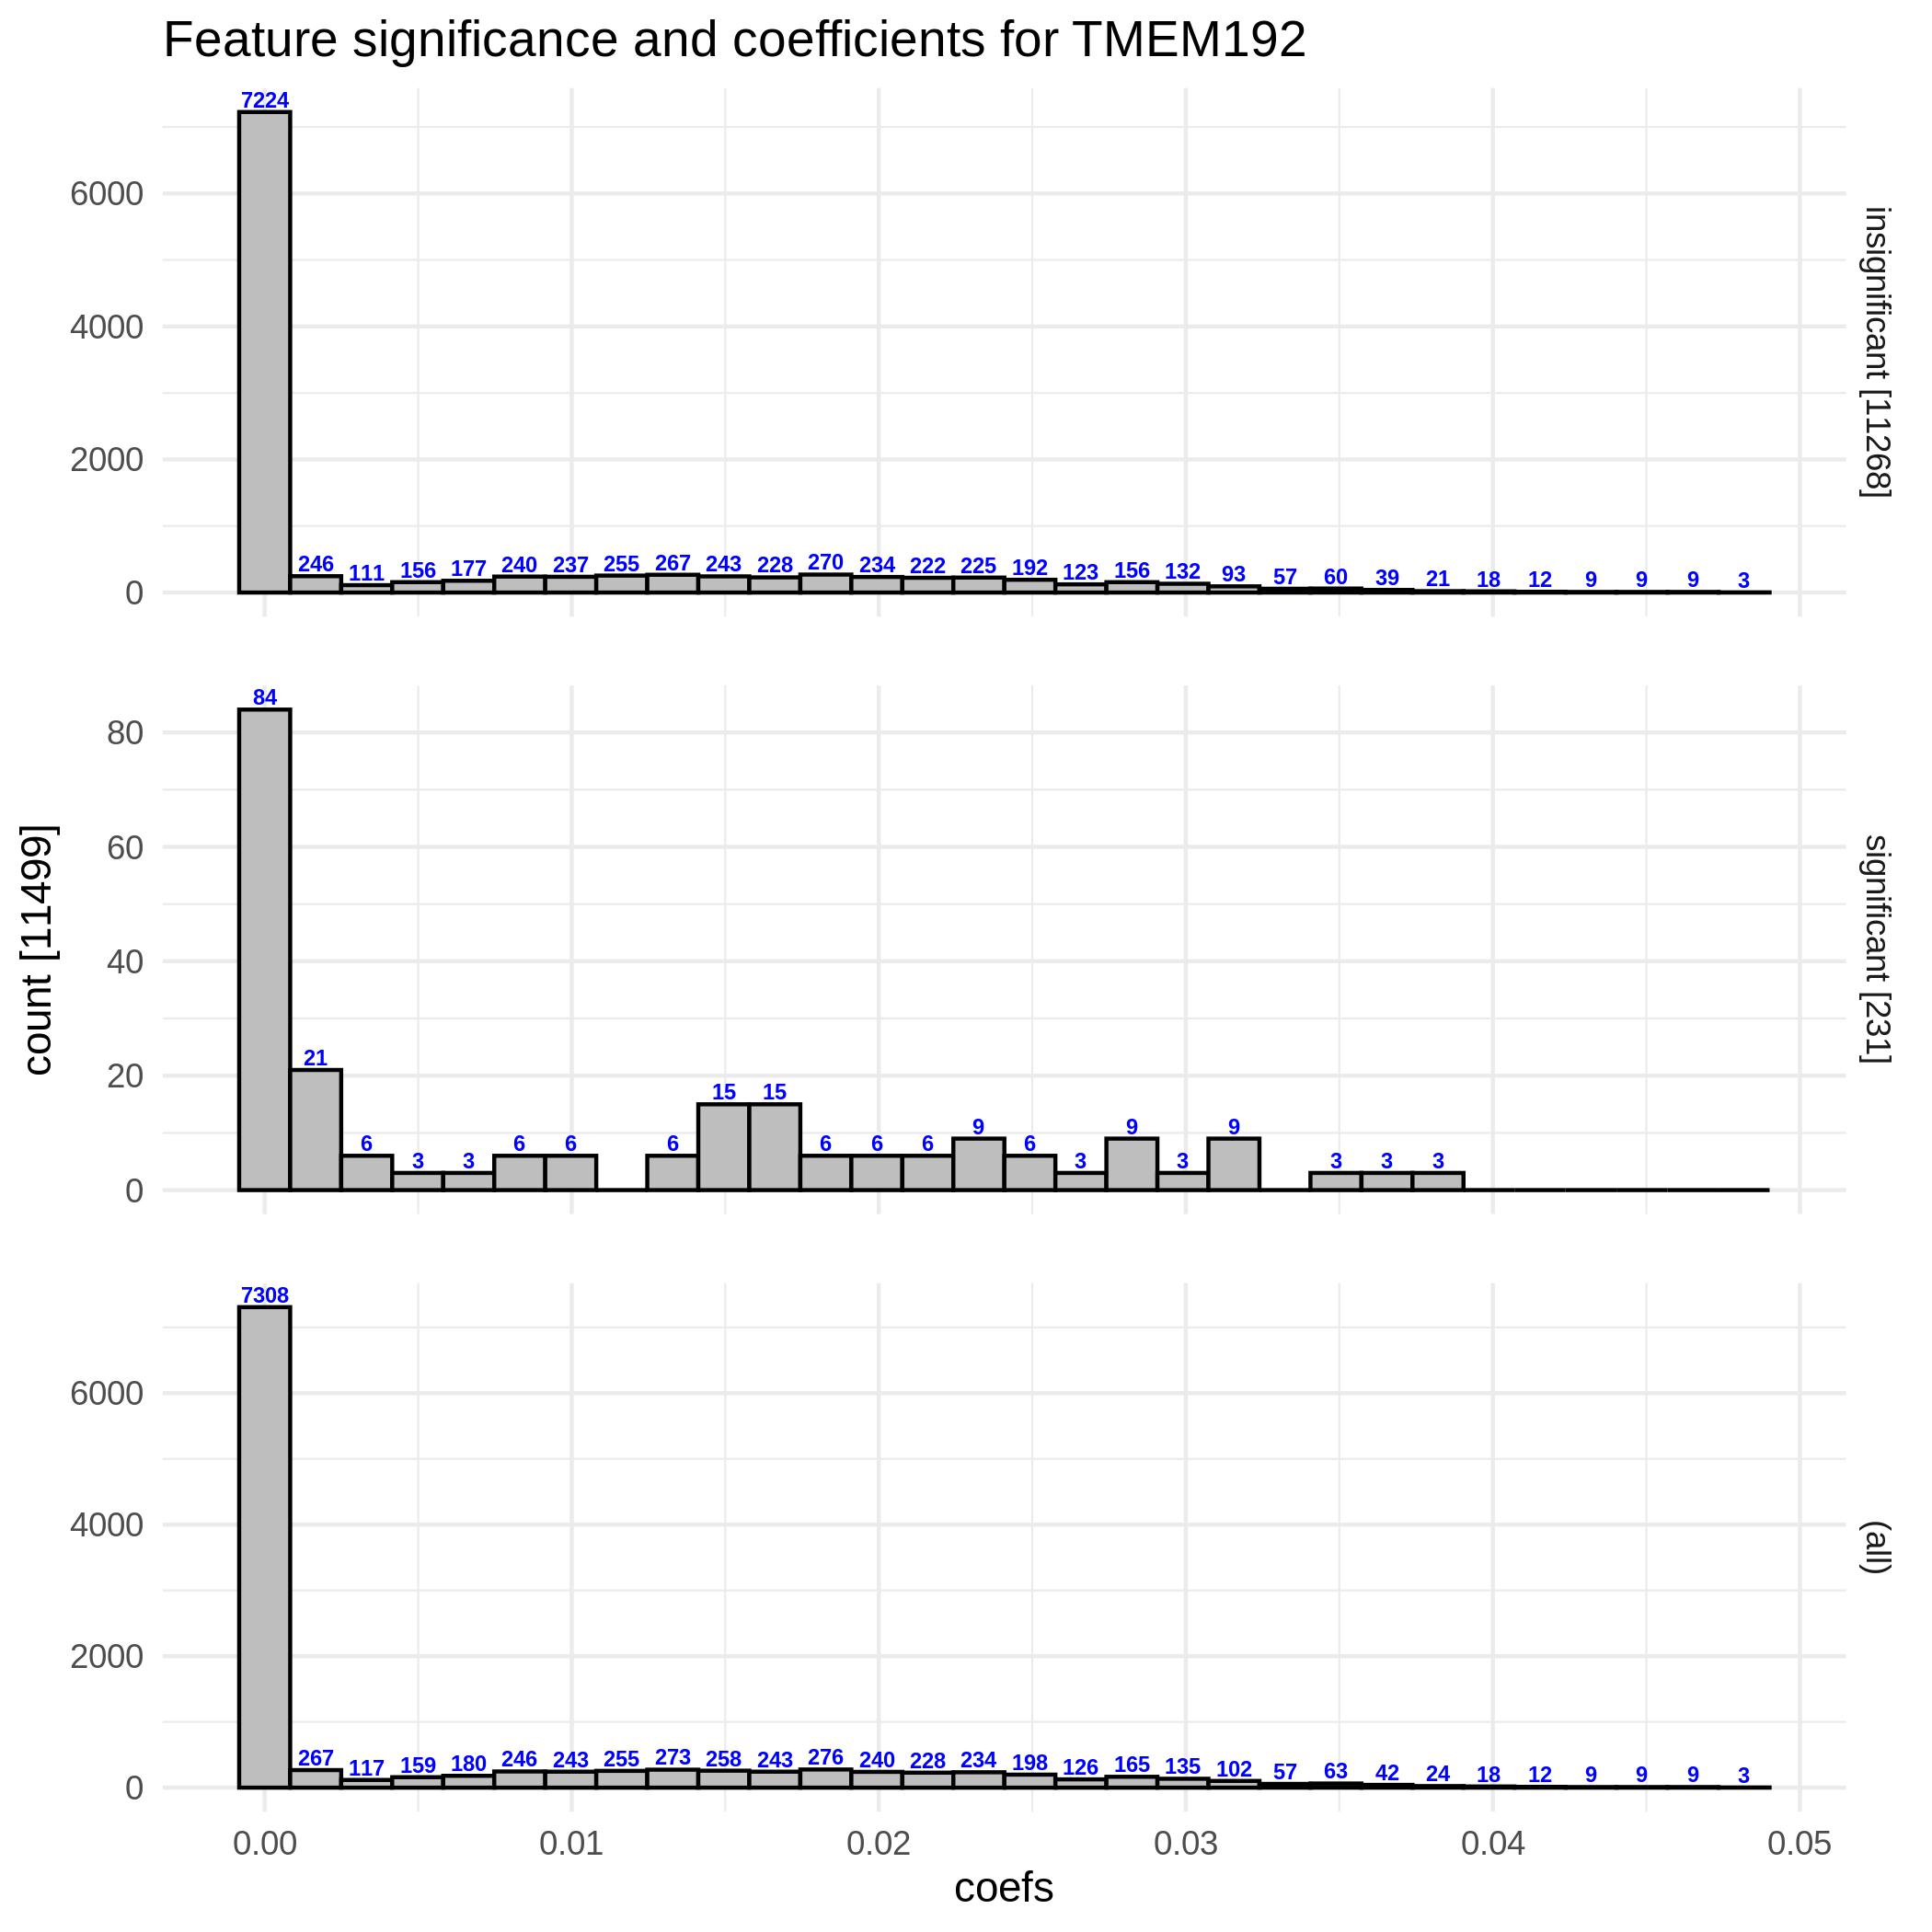 Feature significance and coefficients for TMEM192
7224
6000
4000
2000
246 111 156 177 240 237 255 267 243 228 270 234 222 225 192 123 156 132 93 57 60 39 21 18 12 9 9 9 3
0
insignificant [11268]
84
80
60
40
21
20
15 15
9 9 9
6 6 6 6 6 6 6 6
3 3 3 3 3 3 3
0
significant [231]
count [11499]
7308
6000
4000
2000
267 117 159 180 246 243 255 273 258 243 276 240 228 234 198 126 165 135 102 57 63 42 24 18 12 9 9 9 3
0
(all)
0.00 0.01 0.02 0.03 0.04 0.05
coefs